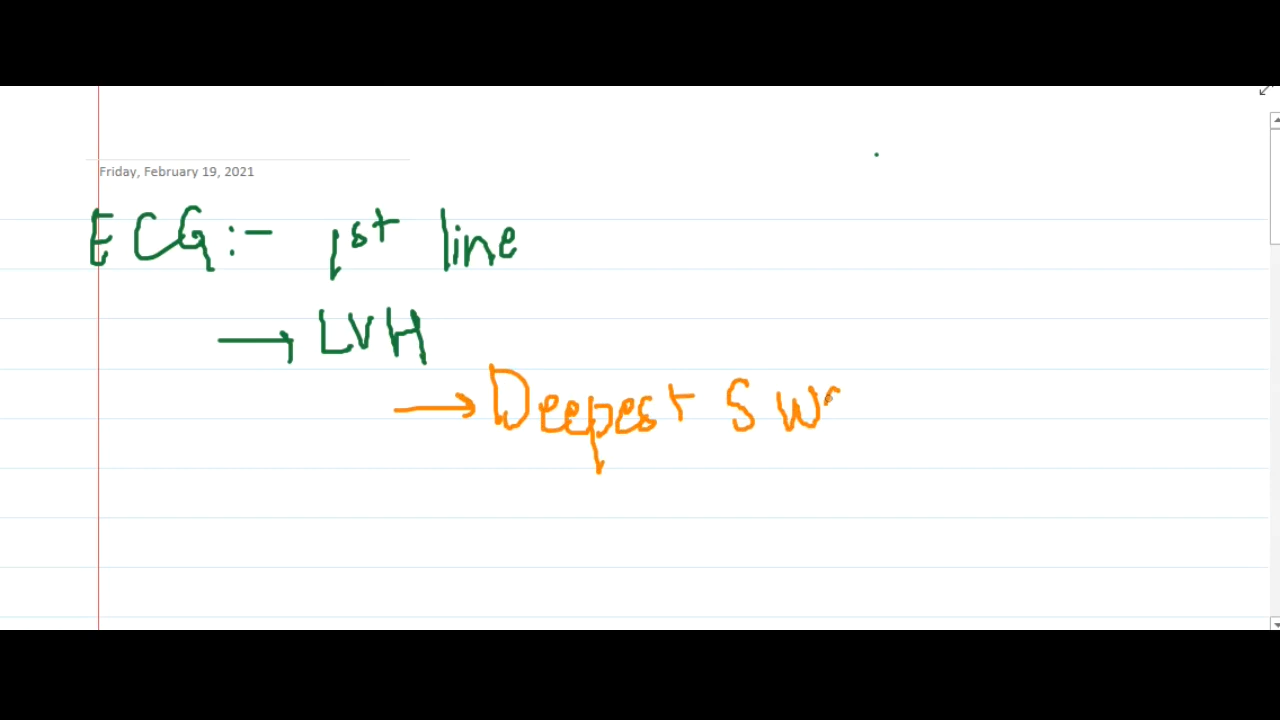 Friday, February 19, 2021
ECG:- 1st line
→ LVH
→ Deepest S